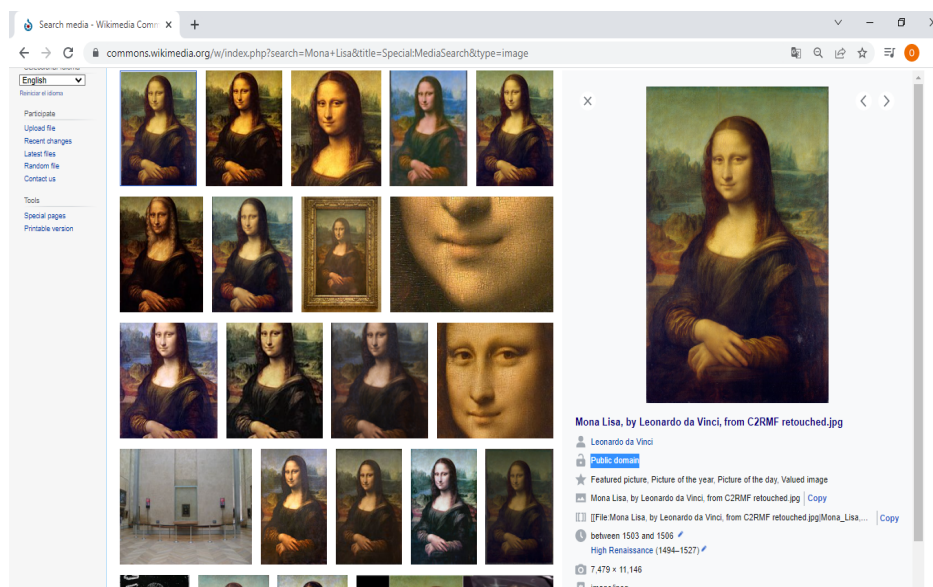 Search media - Wikimedia Comm
commons.wikimedia.org/w/index.php?search=Mona+Lisa&title=Special:MediaSearch&type=image
English
Reiniciar el idioma
Participate
Upload file
Recent changes
Latest files
Random file
Contact us
Tools
Special pages
Printable version
Mona Lisa, by Leonardo da Vinci, from C2RMF retouched.jpg
Leonardo da Vinci
Public domain
Featured picture, Picture of the year, Picture of the day, Valued image
Mona Lisa, by Leonardo da Vinci, from C2RMF retouched.jpg Copy
[[File:Mona Lisa, by Leonardo da Vinci, from C2RMF retouched.jpg|Mona_Lisa,... Copy
between 1503 and 1506
High Renaissance (1494–1527)
7,479 × 11,146